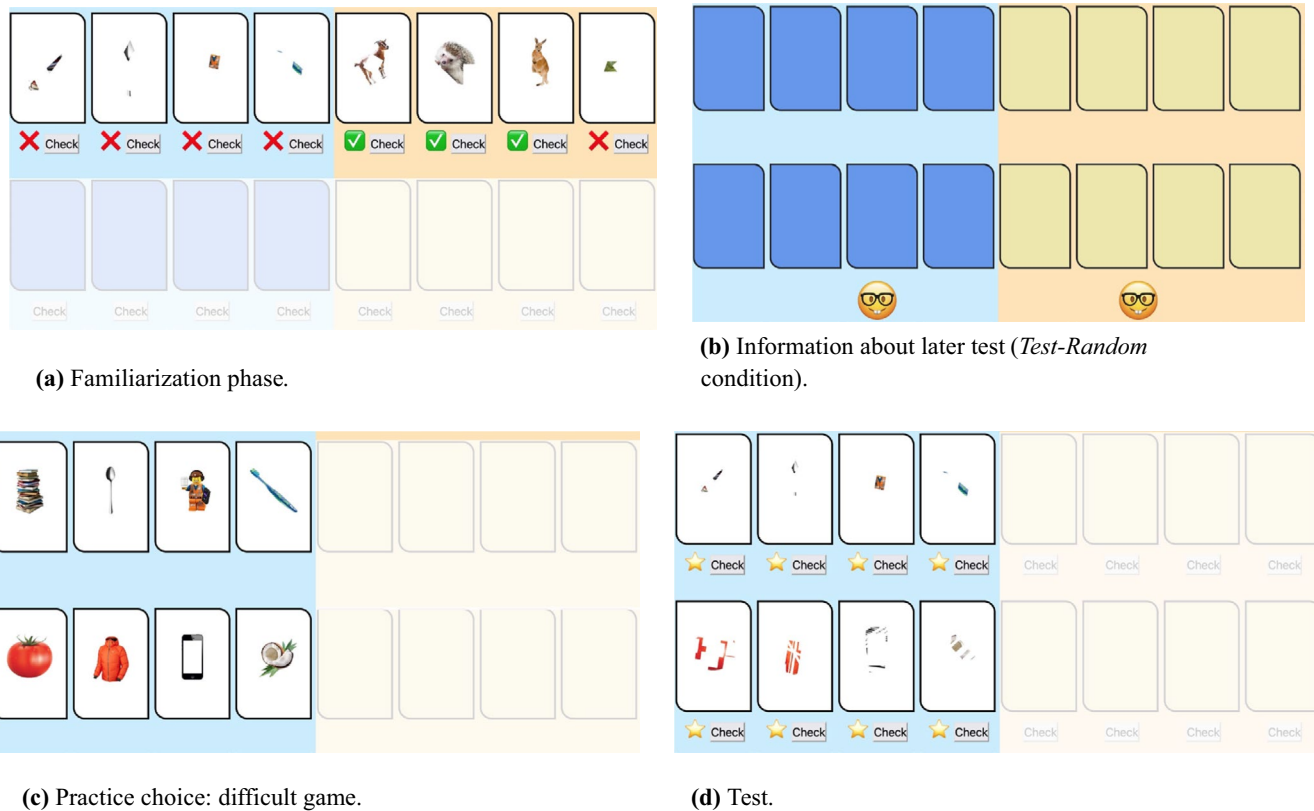 Check Check Check Check Check Check Check Check
Check Check Check Check Check Check Check Check
(a) Familiarization phase.
(b) Information about later test (Test-Random
condition).
Check Check Check Check Check Check Check Check
Check Check Check Check Check Check Check Check
(c) Practice choice: difficult game.
(d) Test.